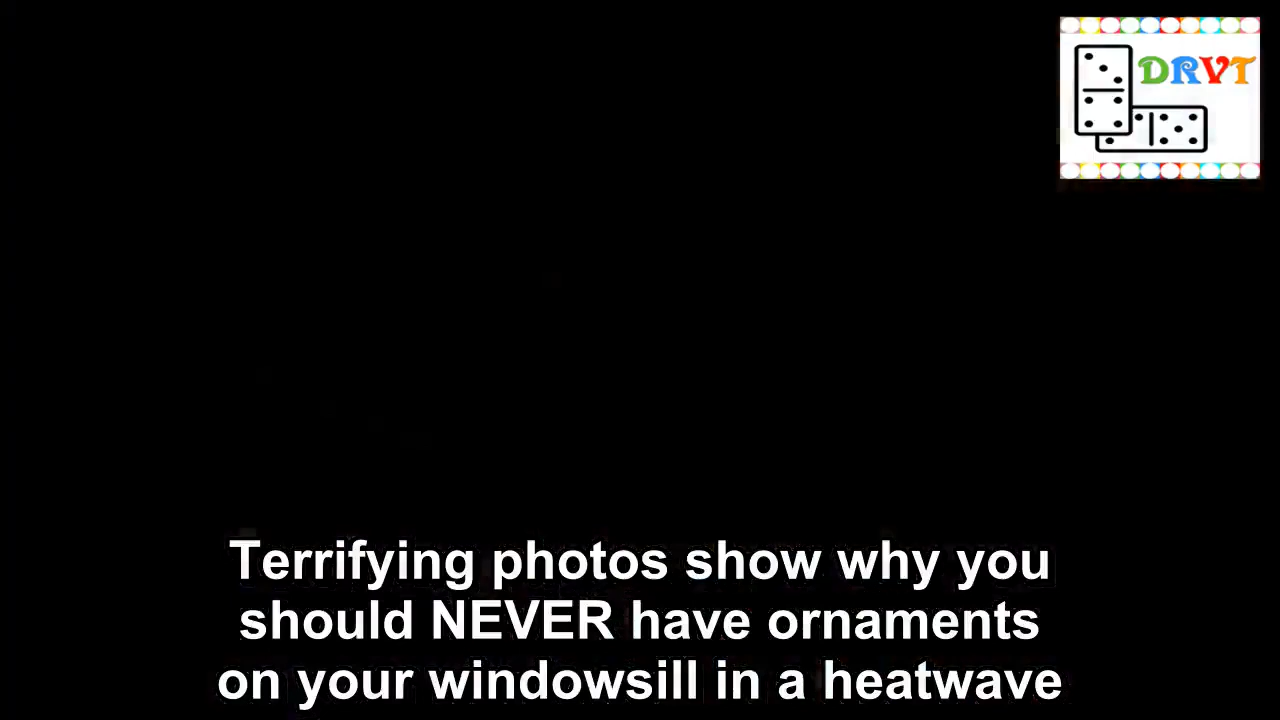 DRVT
Terrifying photos show why you
should NEVER have ornaments
on your windowsill in a heatwave